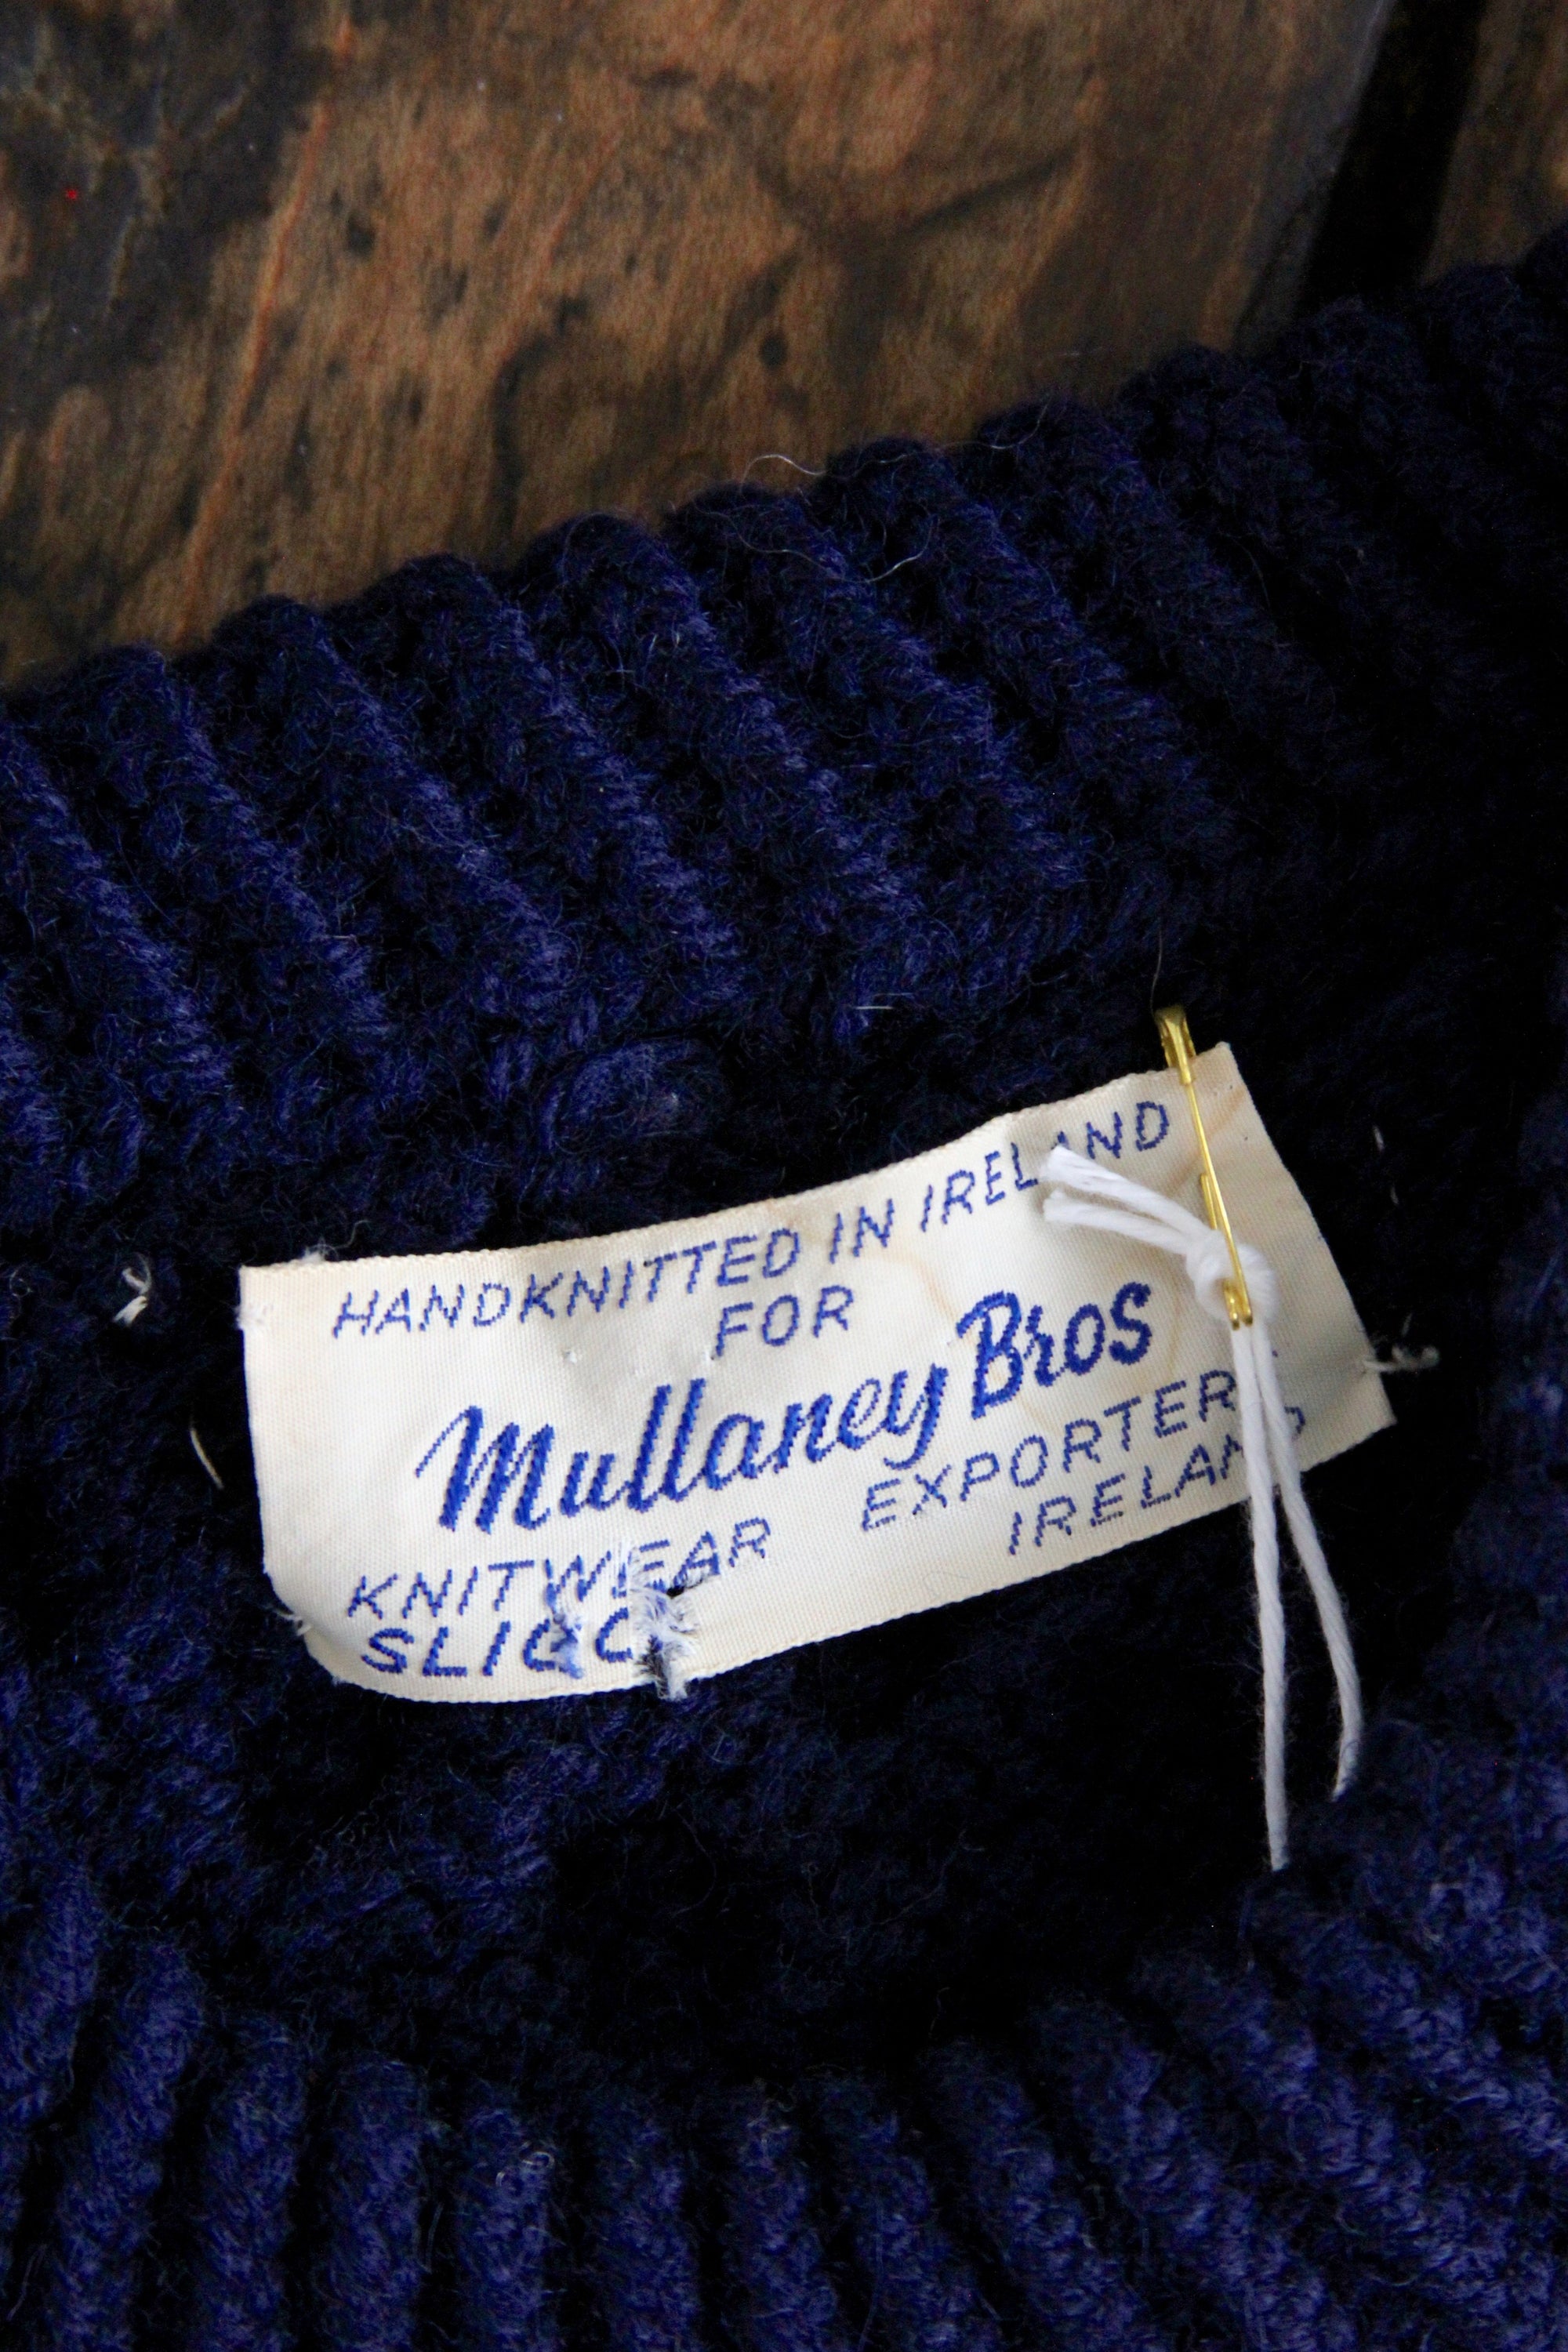 HANDKNITTED IN IRELAND
FOR
Mullaney Bros
KNITWEAR EXPORTERS
SLIGO IRELAND